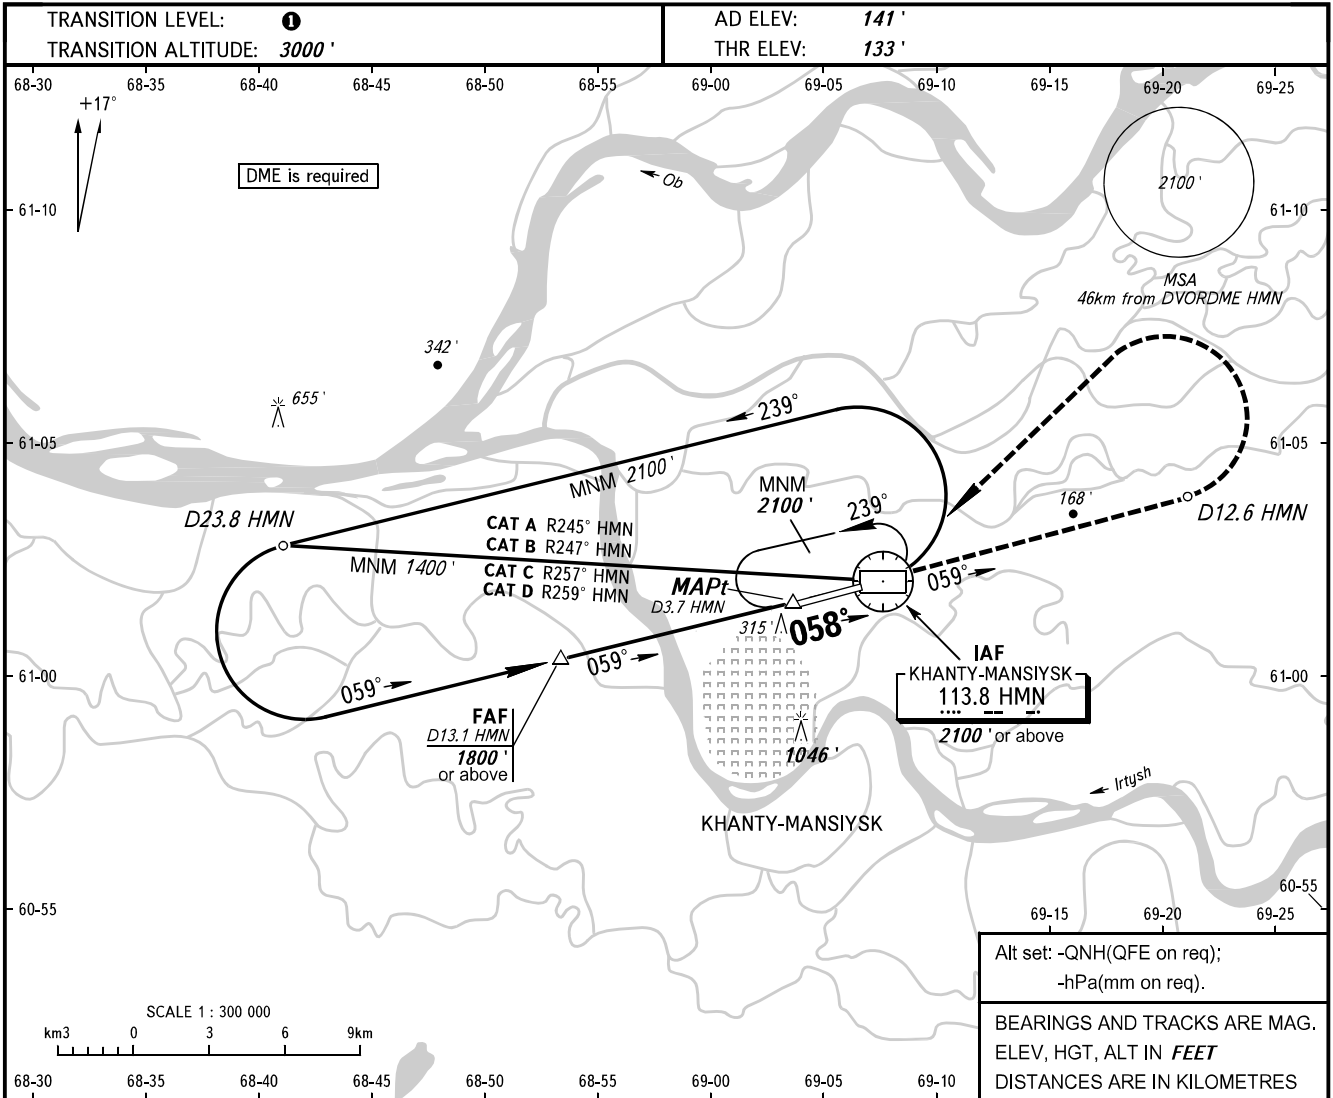 TRANSITION LEVEL: ❶
TRANSITION ALTITUDE: 3000 '
AD ELEV: 141 '
THR ELEV: 133 '
68-30 68-35 68-40 68-45 68-50 68-55 69-00 69-05 69-10 69-15 69-20 69-25
+17°
DME is required
Ob
2100 '
61-10 61-10
MSA
46km from DVORDME HMN
342 '
655 '
239°
61-05 61-05
MNM 2100 '
MNM
2100 '
239°
168 '
D23.8 HMN
D12.6 HMN
CAT A R245° HMN
CAT B R247° HMN
CAT C R257° HMN
CAT D R259° HMN
MNM 1400 '
MAPt
D3.7 HMN
059°
315 '
058°
059°
059°
IAF
KHANTY-MANSIYSK
113.8 HMN
2100 ' or above
61-00 61-00
FAF
D13.1 HMN
1800 '
or above
1046 '
Irtysh
KHANTY-MANSIYSK
60-55 60-55
69-15 69-20 69-25
Alt set: -QNH(QFE on req);
-hPa(mm on req).
SCALE 1 : 300 000
km3 0 3 6 9km
BEARINGS AND TRACKS ARE MAG.
ELEV, HGT, ALT IN FEET
DISTANCES ARE IN KILOMETRES
68-30 68-35 68-40 68-45 68-50 68-55 69-00 69-05 69-10